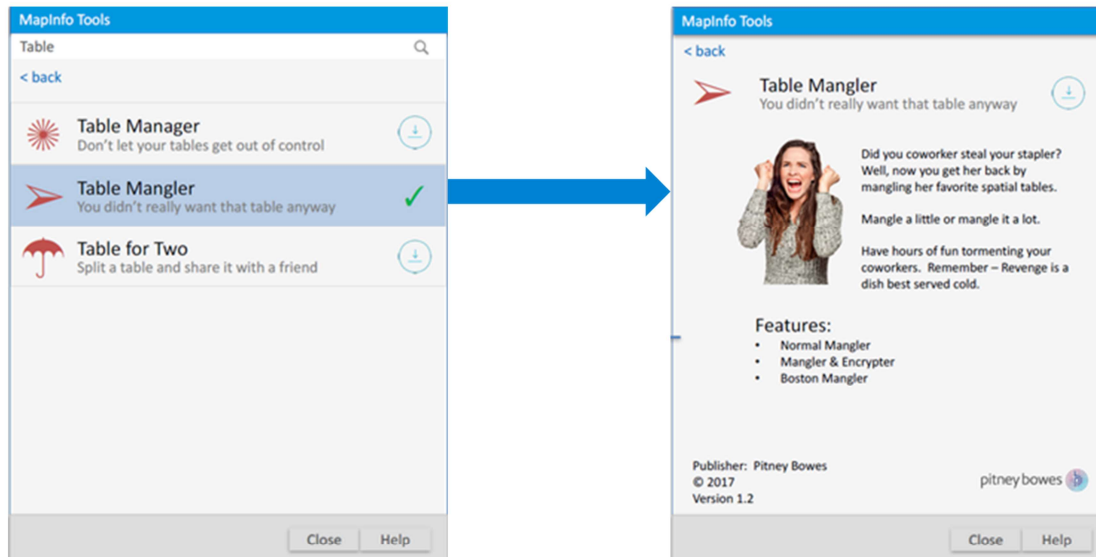 MapInfo Tools
Table
< back
Table Manager
Don't let your tables get out of control
Table Mangler
You didn't really want that table anyway
Table for Two
Split a table and share it with a friend
Close Help
MapInfo Tools
< back
Table Mangler
You didn't really want that table anyway
Did you coworker steal your stapler?
Well, now you get her back by
mangling her favorite spatial tables.
Mangle a little or mangle it a lot.
Have hours of fun tormenting your
coworkers. Remember – Revenge is a
dish best served cold.
Features:
• Normal Mangler
• Mangler & Encrypter
• Boston Mangler
Publisher: Pitney Bowes
© 2017
Version 1.2
pitney bowes
Close Help